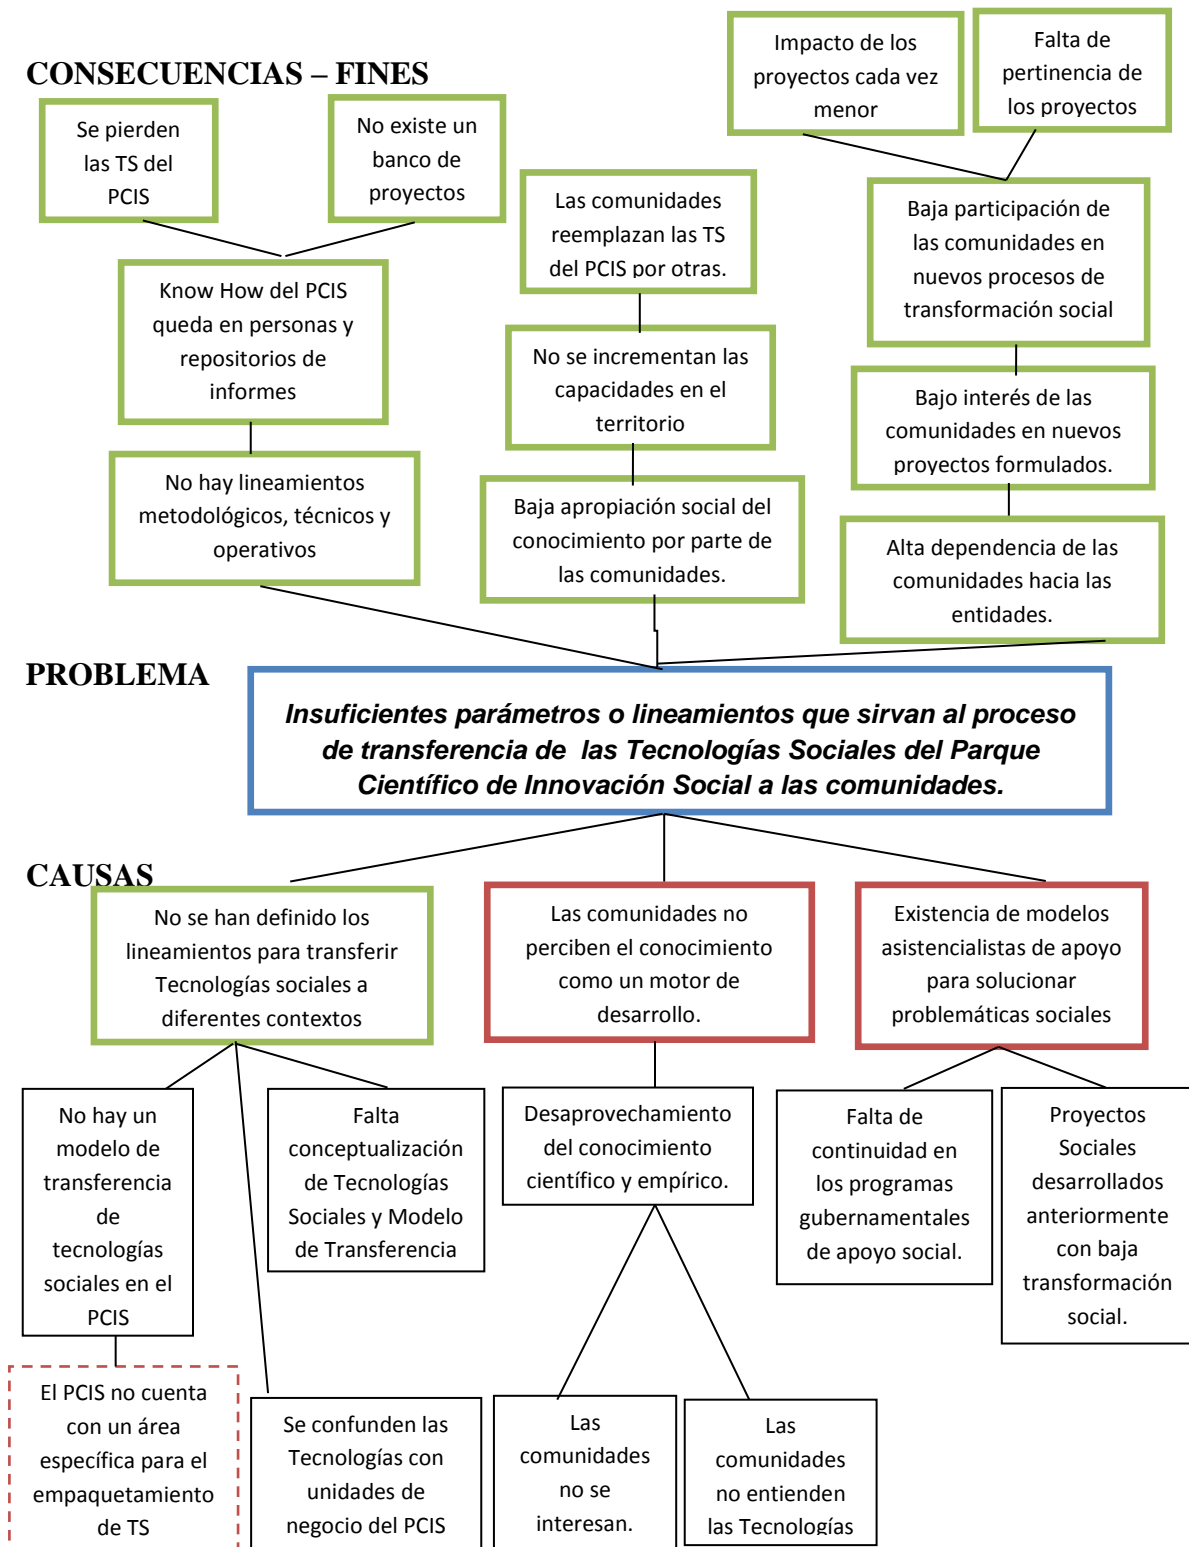 CONSECUENCIAS – FINES
Impacto de los
proyectos cada vez
menor
Falta de
pertinencia de
los proyectos
Se pierden
las TS del
PCIS
No existe un
banco de
proyectos
Las comunidades
reemplazan las TS
del PCIS por otras.
Baja participación de
las comunidades en
nuevos procesos de
transformación social
Know How del PCIS
queda en personas y
repositorios de
informes
No se incrementan las
capacidades en el
territorio
Bajo interés de las
comunidades en nuevos
proyectos formulados.
No hay lineamientos
metodológicos, técnicos y
operativos
Baja apropiación social del
conocimiento por parte de
las comunidades.
Alta dependencia de las
comunidades hacia las
entidades.
PROBLEMA
Insuficientes parámetros o lineamientos que sirvan al proceso
de transferencia de las Tecnologías Sociales del Parque
Científico de Innovación Social a las comunidades.
CAUSAS
No se han definido los
lineamientos para transferir
Tecnologías sociales a
diferentes contextos
Las comunidades no
perciben el conocimiento
como un motor de
desarrollo.
Existencia de modelos
asistencialistas de apoyo
para solucionar
problemáticas sociales
No hay un
modelo de
transferencia
de
tecnologías
sociales en el
PCIS
Falta
conceptualización
de Tecnologías
Sociales y Modelo
de Transferencia
Desaprovechamiento
del conocimiento
científico y empírico.
Falta de
continuidad en
los programas
gubernamentales
de apoyo social.
Proyectos
Sociales
desarrollados
anteriormente
con baja
transformación
social.
El PCIS no cuenta
con un área
específica para el
empaquetamiento
de TS
Se confunden las
Tecnologías con
unidades de
negocio del PCIS
Las
comunidades
no se
interesan.
Las
comunidades
no entienden
las Tecnologías